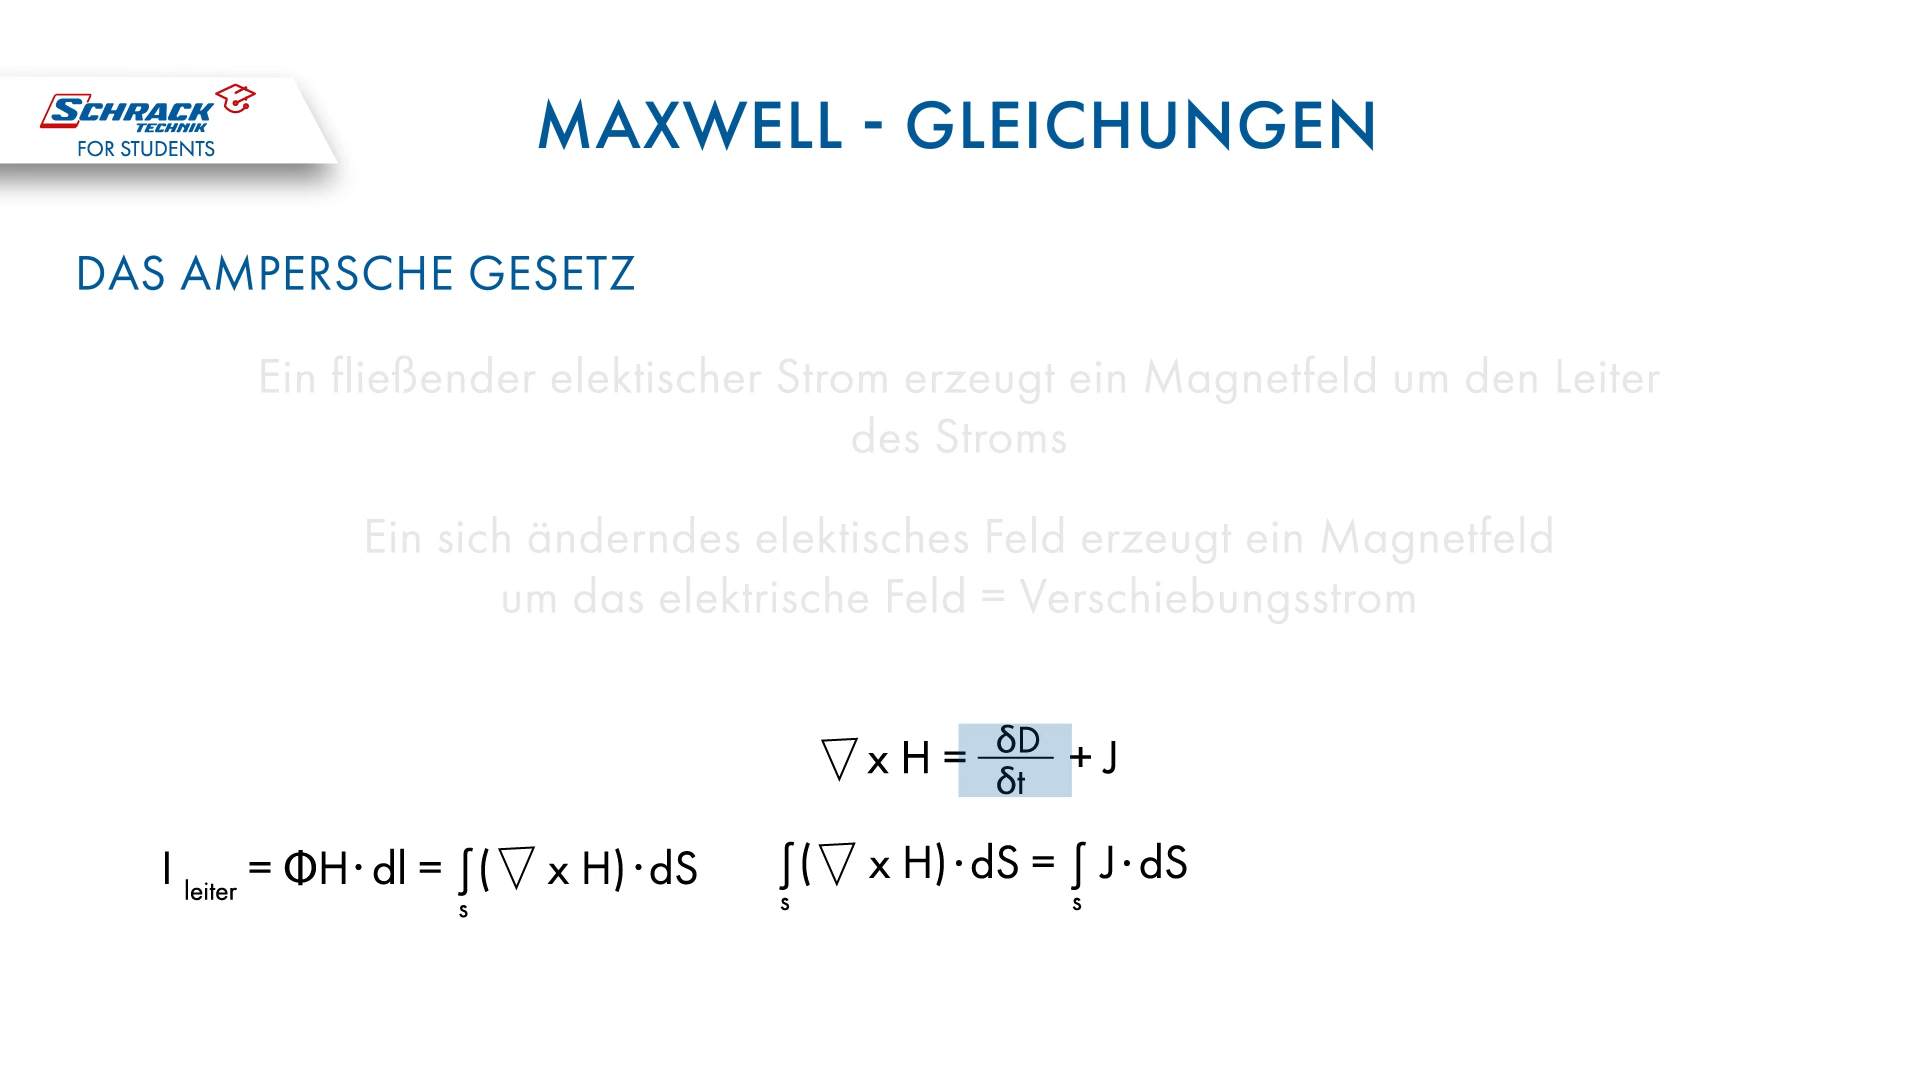 SCHRACK
TECHNIK
FOR STUDENTS
MAXWELL - GLEICHUNGEN
DAS AMPERSCHE GESETZ
Ein fließender elektischer Strom erzeugt ein Magnetfeld um den Leiter
des Stroms
Ein sich änderndes elektisches Feld erzeugt ein Magnetfeld
um das elektrische Feld = Verschiebungsstrom
▽ x H = δD/δt + J
I leiter = ΦH · dl = ∫s (▽ x H) · dS
∫s (▽ x H) · dS = ∫s J · dS